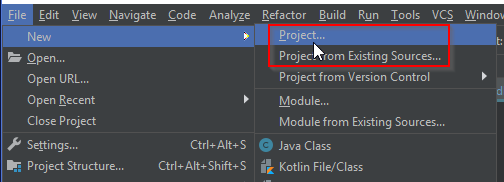 File Edit View Navigate Code Analyze Refactor Build Run Tools VCS Window
New
Project...
Open...
Project from Existing Sources...
Open URL...
Project from Version Control
Open Recent
Module...
Close Project
Module from Existing Sources...
Settings... Ctrl+Alt+S
Java Class
Project Structure... Ctrl+Alt+Shift+S
Kotlin File/Class